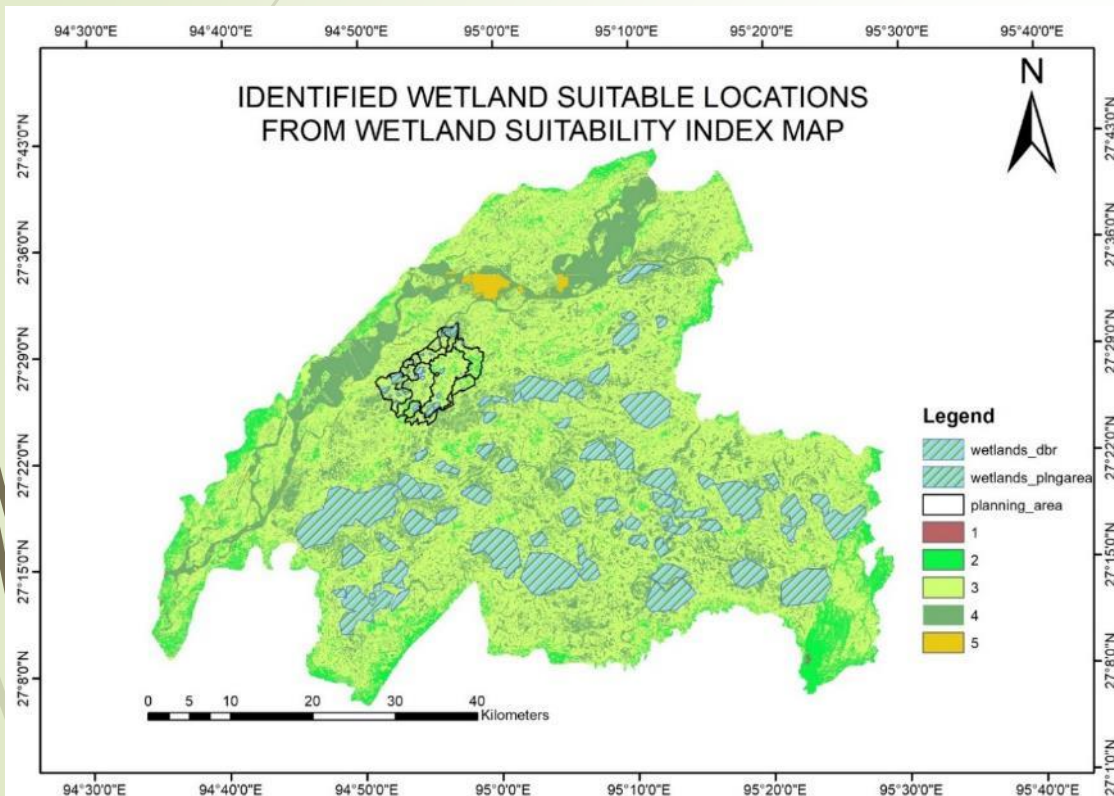 94°30'0"E 94°40'0"E 94°50'0"E 95°0'0"E 95°10'0"E 95°20'0"E 95°30'0"E 95°40'0"E
IDENTIFIED WETLAND SUITABLE LOCATIONS
FROM WETLAND SUITABILITY INDEX MAP
N
27°43'0"N 27°43'0"N
27°36'0"N 27°36'0"N
27°29'0"N 27°29'0"N
27°22'0"N 27°22'0"N
27°15'0"N 27°15'0"N
27°8'0"N 27°8'0"N
27°1'0"N
Legend
wetlands_dbr
wetlands_plngarea
planning_area
1
2
3
4
5
0 5 10 20 30 40
Kilometers
94°30'0"E 94°40'0"E 94°50'0"E 95°0'0"E 95°10'0"E 95°20'0"E 95°30'0"E 95°40'0"E